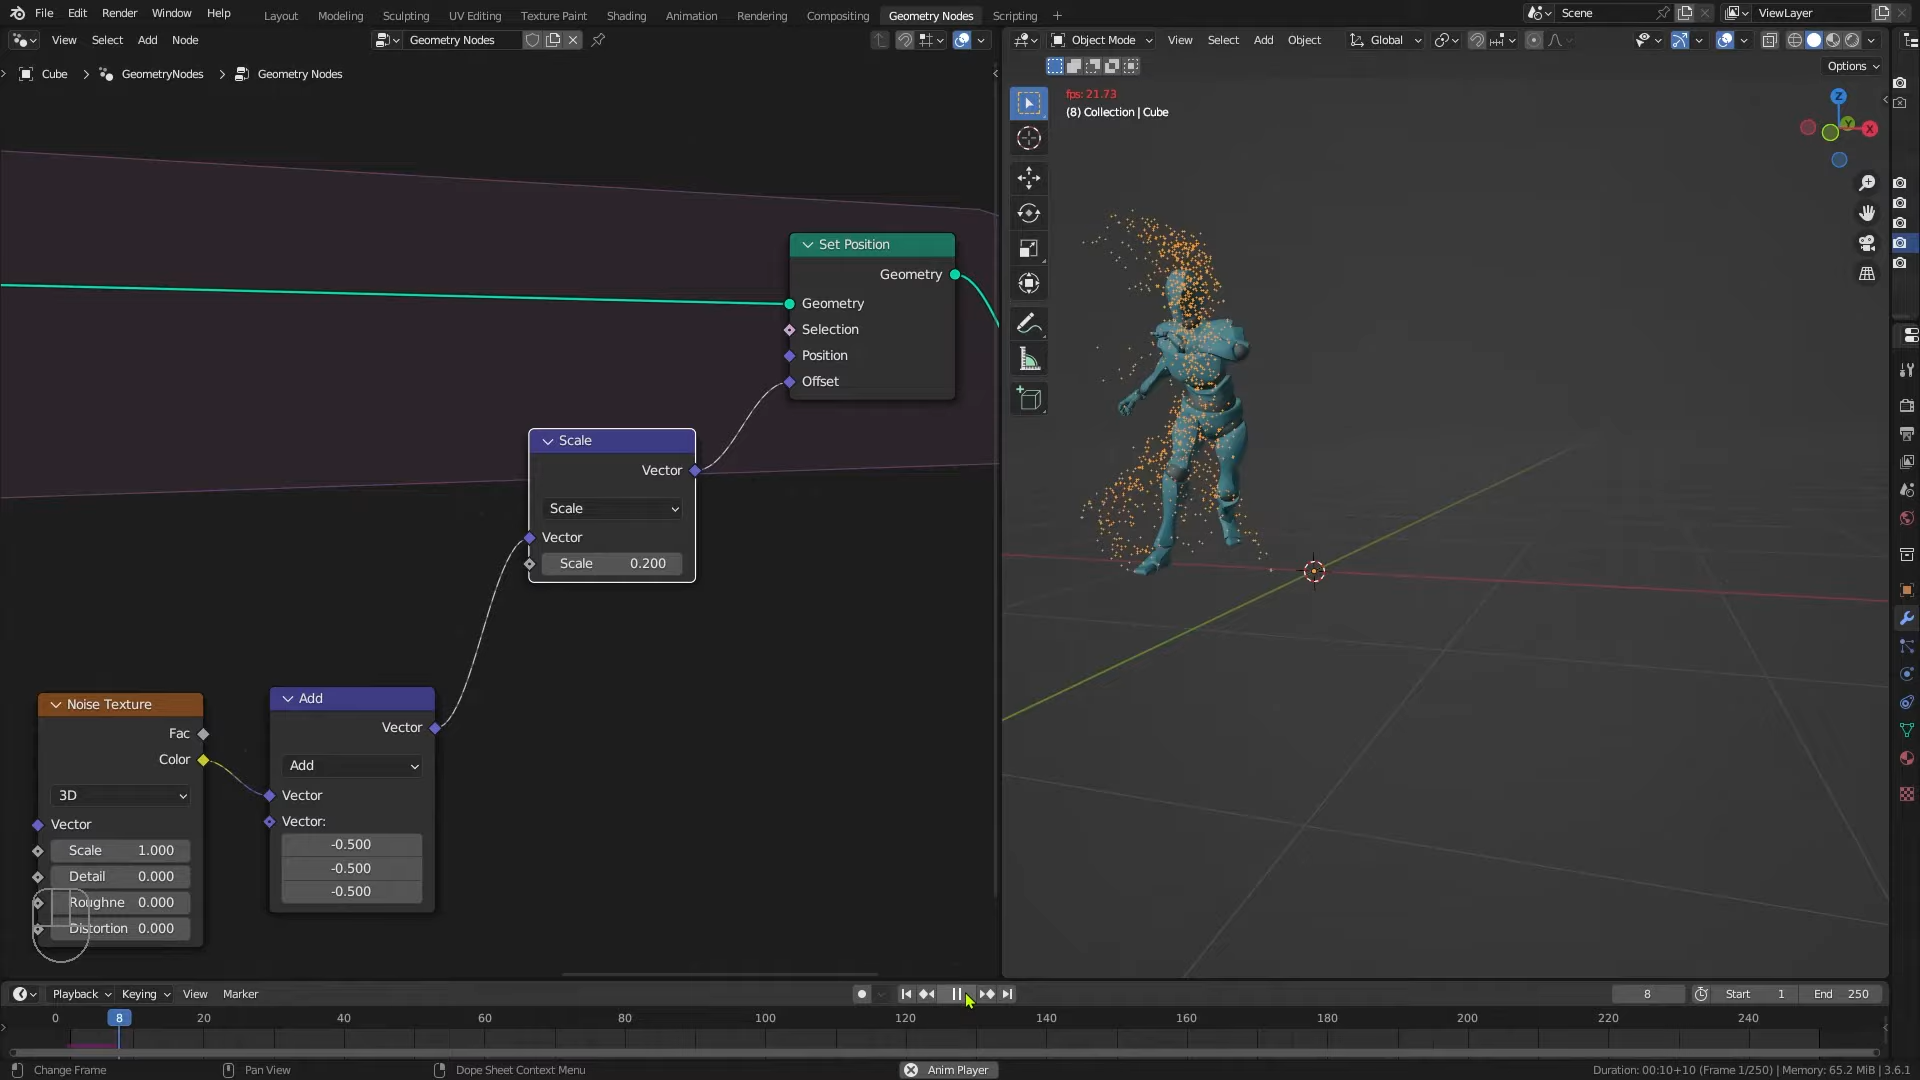 File Edit Render Window Help
Layout Modeling Sculpting UV Editing Texture Paint Shading Animation Rendering Compositing Geometry Nodes Scripting +
Scene ViewLayer
View Select Add Node Geometry Nodes
Object Mode View Select Add Object Global
Cube > GeometryNodes > Geometry Nodes
Options
fps: 21.73
(8) Collection | Cube
Z
Y
X
Set Position
Geometry
Geometry
Selection
Position
Offset
Scale
Vector
Scale
Vector
Scale 0.200
Noise Texture
Fac
Color
3D
Vector
Scale 1.000
Detail 0.000
Roughne 0.000
Distortion 0.000
Add
Vector
Add
Vector
Vector:
-0.500
-0.500
-0.500
Playback Keying View Marker
8 Start 1 End 250
0 8 20 40 60 80 100 120 140 160 180 200 220 240
Change Frame Pan View Dope Sheet Context Menu Anim Player Duration: 00:10+10 (Frame 1/250) | Memory: 65.2 MiB | 3.6.1